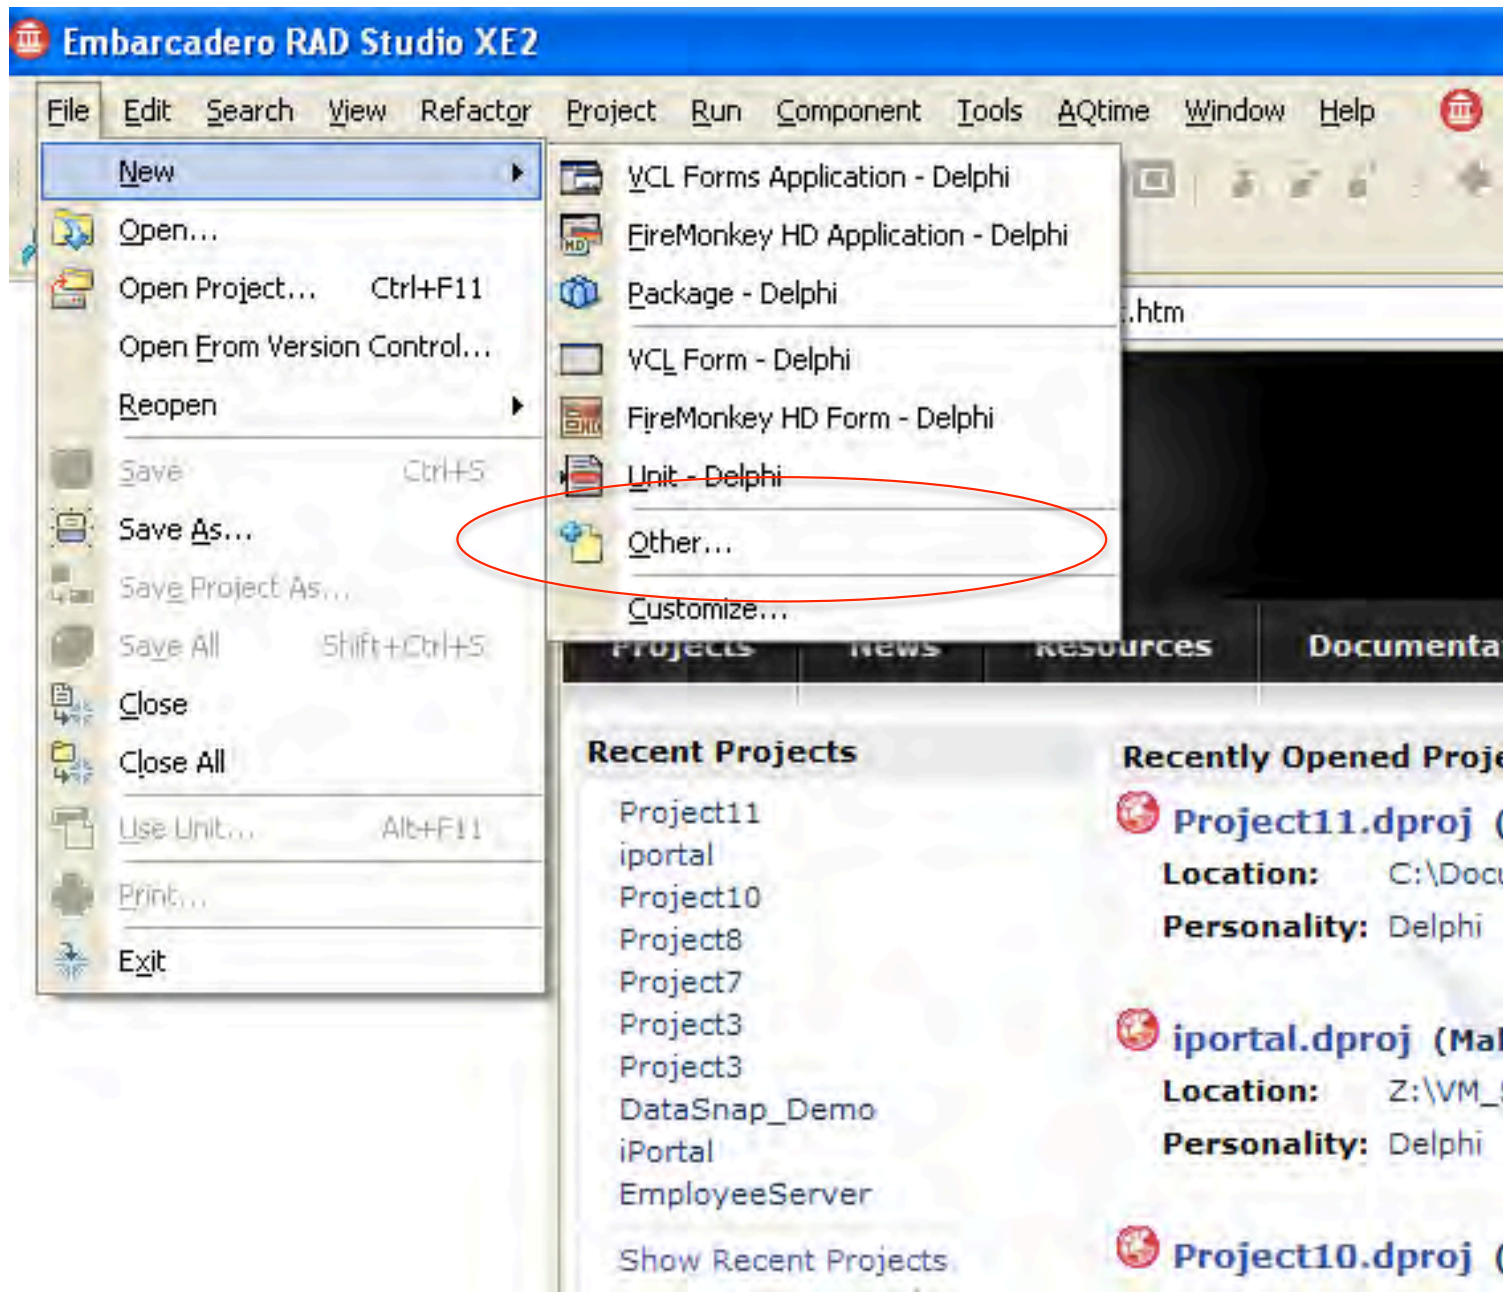 Embarcadero RAD Studio XE2
File Edit Search View Refactor Project Run Component Tools AQtime Window Help
New
Open...
Open Project... Ctrl+F11
Open From Version Control...
Reopen
Save Ctrl+S
Save As...
Save Project As...
Save All Shift+Ctrl+S
Close
Close All
Use Unit... Alt+F11
Print...
Exit
VCL Forms Application - Delphi
FireMonkey HD Application - Delphi
Package - Delphi
VCL Form - Delphi
FireMonkey HD Form - Delphi
Unit - Delphi
Other...
Customize...
.htm
Projects News Resources Documenta
Recent Projects
Project11
iportal
Project10
Project8
Project7
Project3
Project3
DataSnap_Demo
iPortal
EmployeeServer
Show Recent Projects
Recently Opened Proje
Project11.dproj (
Location: C:\Docu
Personality: Delphi
iportal.dproj (Mal
Location: Z:\VM_S
Personality: Delphi
Project10.dproj (